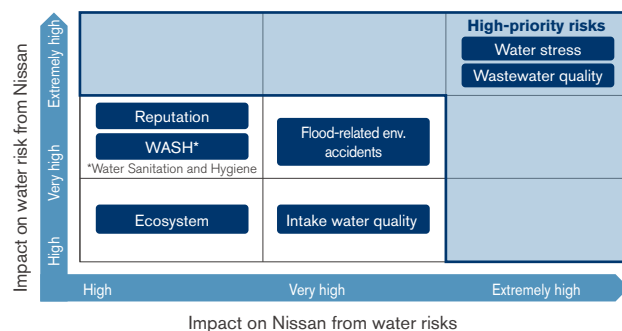 Impact on water risk from Nissan
Extremely high
Very high
High
High-priority risks
Water stress
Wastewater quality
Reputation
WASH*
*Water Sanitation and Hygiene
Flood-related env.
accidents
Ecosystem
Intake water quality
High
Very high
Extremely high
Impact on Nissan from water risks